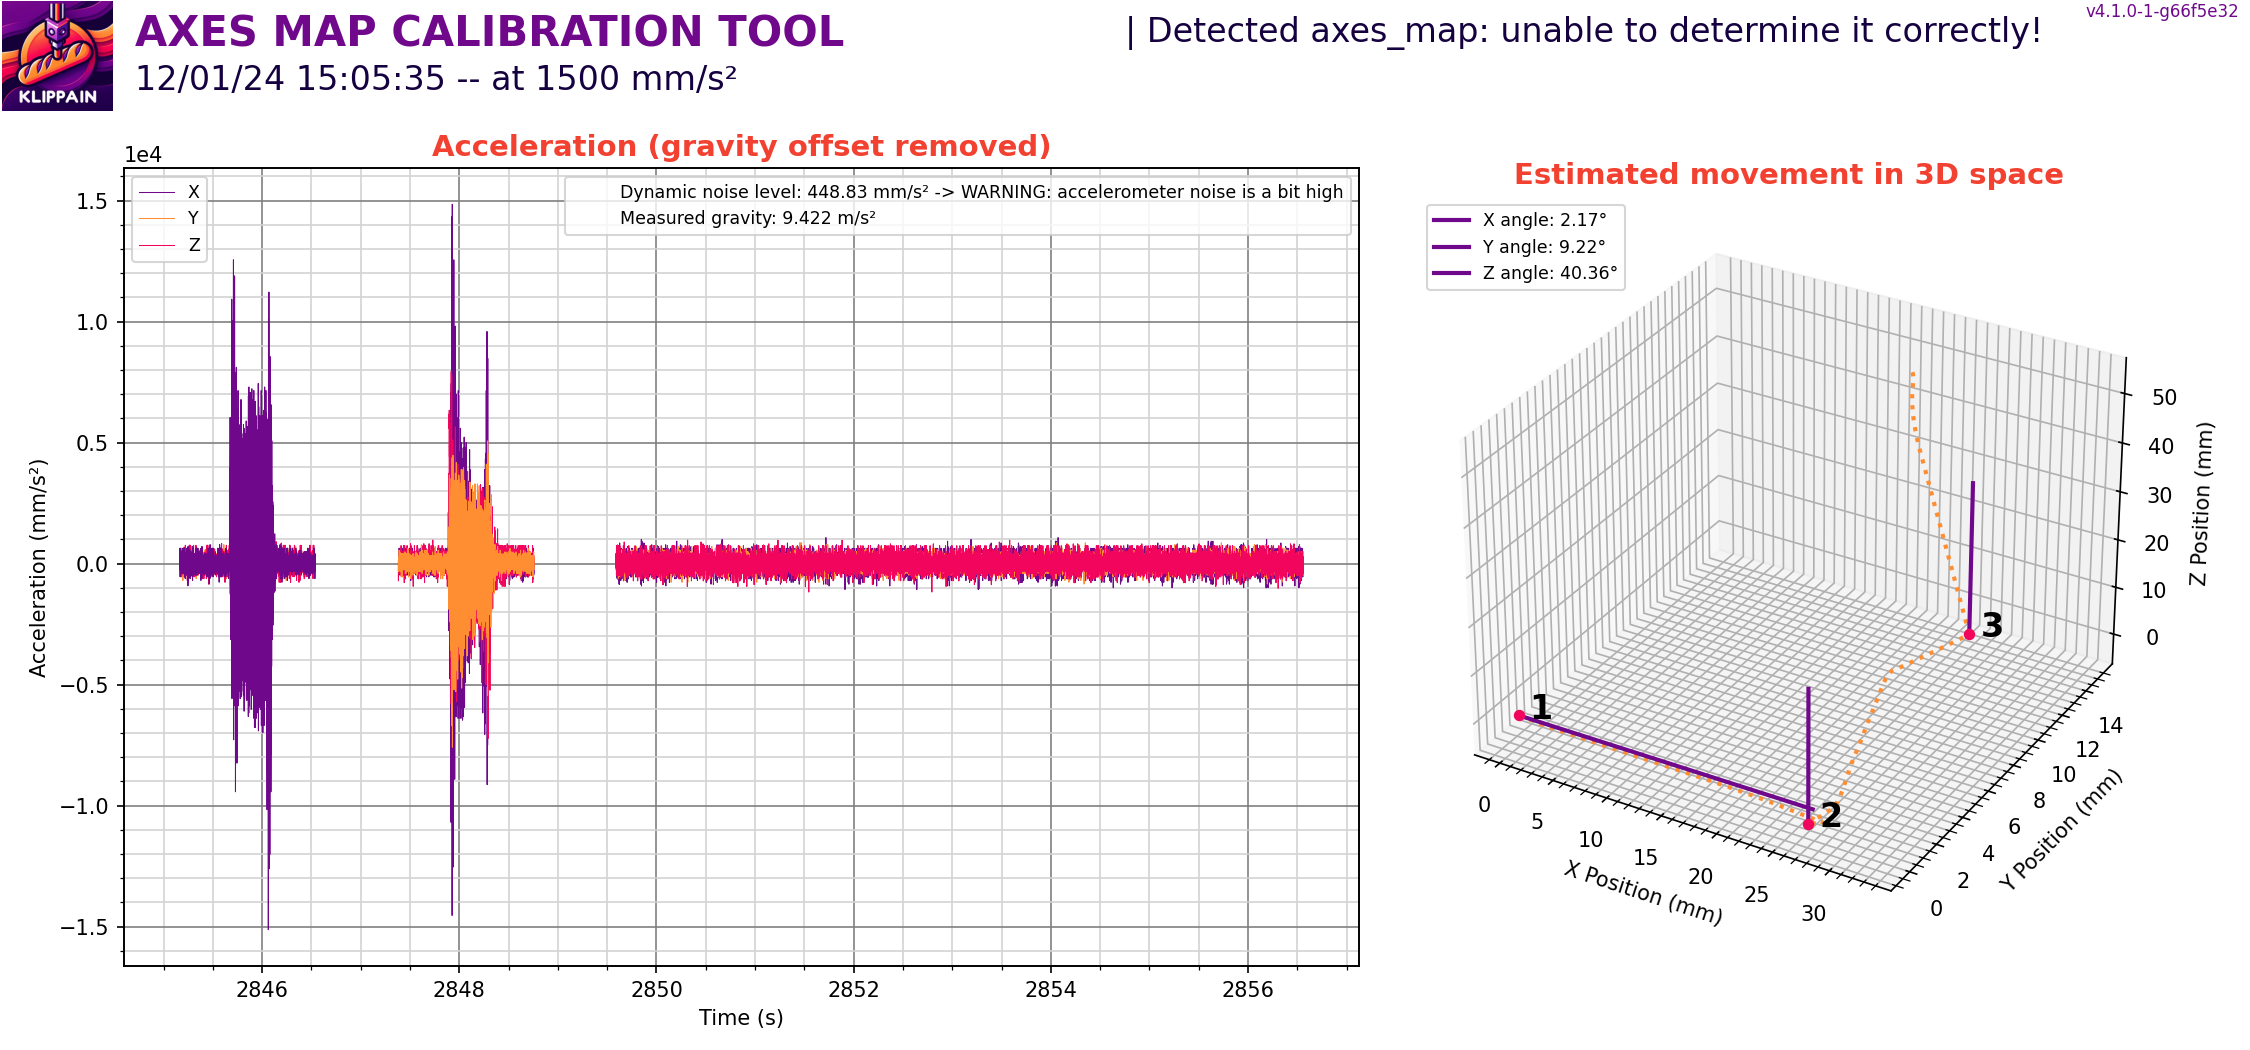 KLIPPAIN
AXES MAP CALIBRATION TOOL
12/01/24 15:05:35 -- at 1500 mm/s²
| Detected axes_map: unable to determine it correctly!
v4.1.0-1-g66f5e32
Acceleration (gravity offset removed)
1e4
X
Y
Z
Dynamic noise level: 448.83 mm/s² -> WARNING: accelerometer noise is a bit high
Measured gravity: 9.422 m/s²
1.5
1.0
0.5
0.0
−0.5
−1.0
−1.5
Acceleration (mm/s²)
2846
2848
2850
2852
2854
2856
Time (s)
Estimated movement in 3D space
X angle: 2.17°
Y angle: 9.22°
Z angle: 40.36°
1
2
3
0
5
10
15
20
25
30
X Position (mm)
0
2
4
6
8
10
12
14
Y Position (mm)
0
10
20
30
40
50
Z Position (mm)